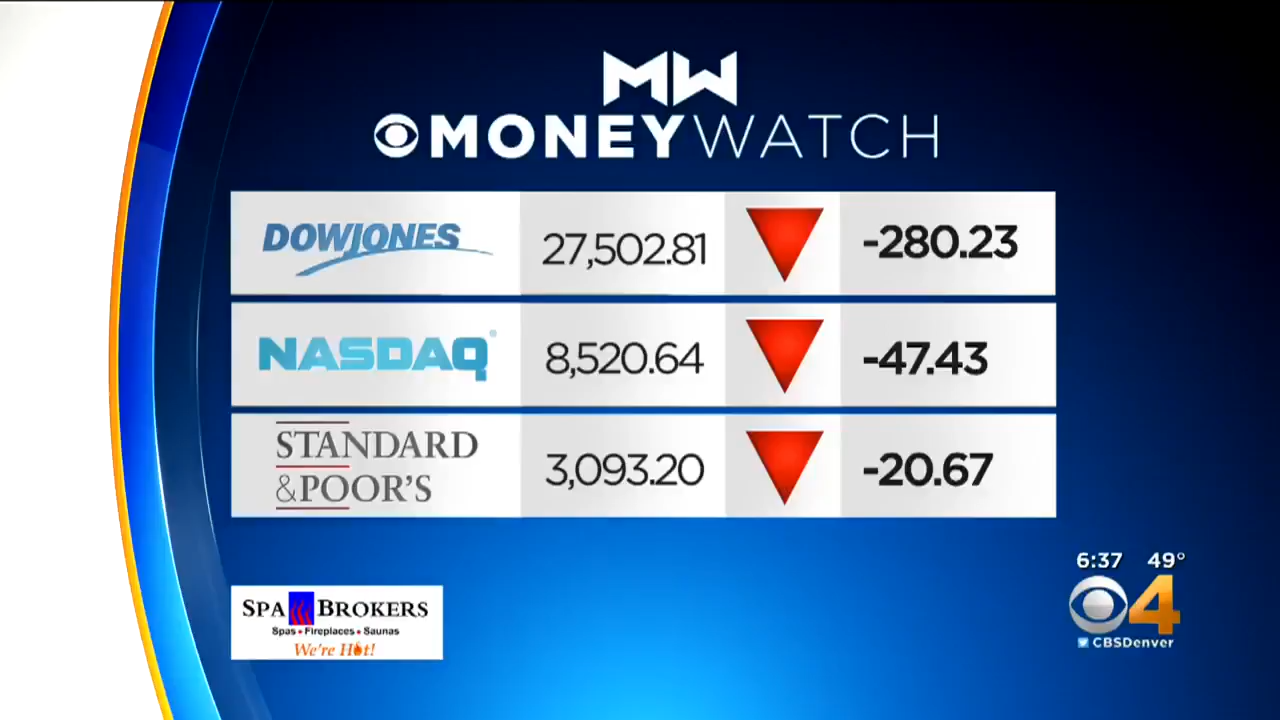 MW
MONEYWATCH
DOWJONES 27,502.81 -280.23
NASDAQ 8,520.64 -47.43
STANDARD
&POOR'S 3,093.20 -20.67
SPA BROKERS
Spas • Fireplaces • Saunas
We're Hot!
6:37 49°
4
CBSDenver